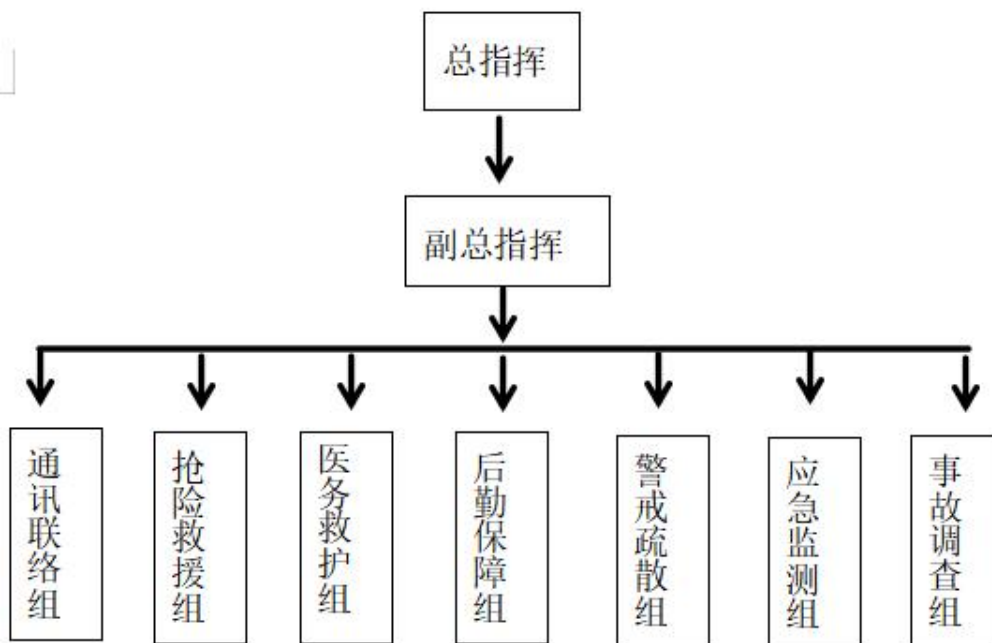 总指挥
副总指挥
通讯联络组
抢险救援组
医务救护组
后勤保障组
警戒疏散组
应急监测组
事故调查组